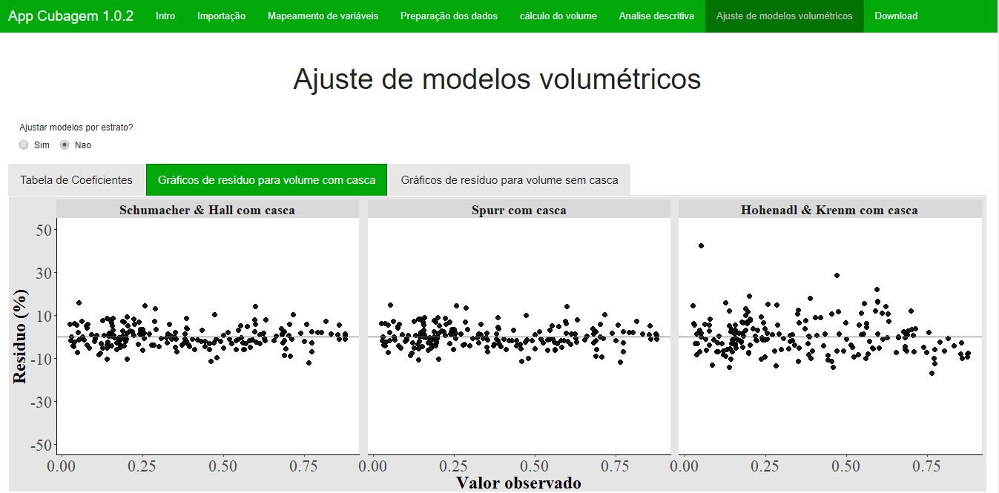 App Cubagem 1.0.2 Intro Importação Mapeamento de variáveis Preparação dos dados cálculo do volume Analise descritiva Ajuste de modelos volumétricos Download
Ajuste de modelos volumétricos
Ajustar modelos por estrato?
Sim Nao
Tabela de Coeficientes Gráficos de resíduo para volume com casca Gráficos de resíduo para volume sem casca
Schumacher & Hall com casca Spurr com casca Hohenadl & Krenm com casca
Resíduo (%)
50
30
10
-10
-30
-50
0.00 0.25 0.50 0.75 0.00 0.25 0.50 0.75 0.00 0.25 0.50 0.75
Valor observado